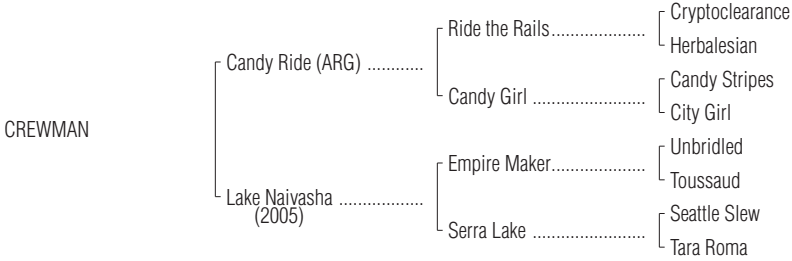 Cryptoclearance
Ride the Rails.....................
Herbalesian
Candy Ride (ARG) ............
Candy Stripes
Candy Girl .........................
City Girl
CREWMAN
Unbridled
Empire Maker.....................
Toussaud
Lake Naivasha ..................
(2005)
Seattle Slew
Serra Lake .........................
Tara Roma